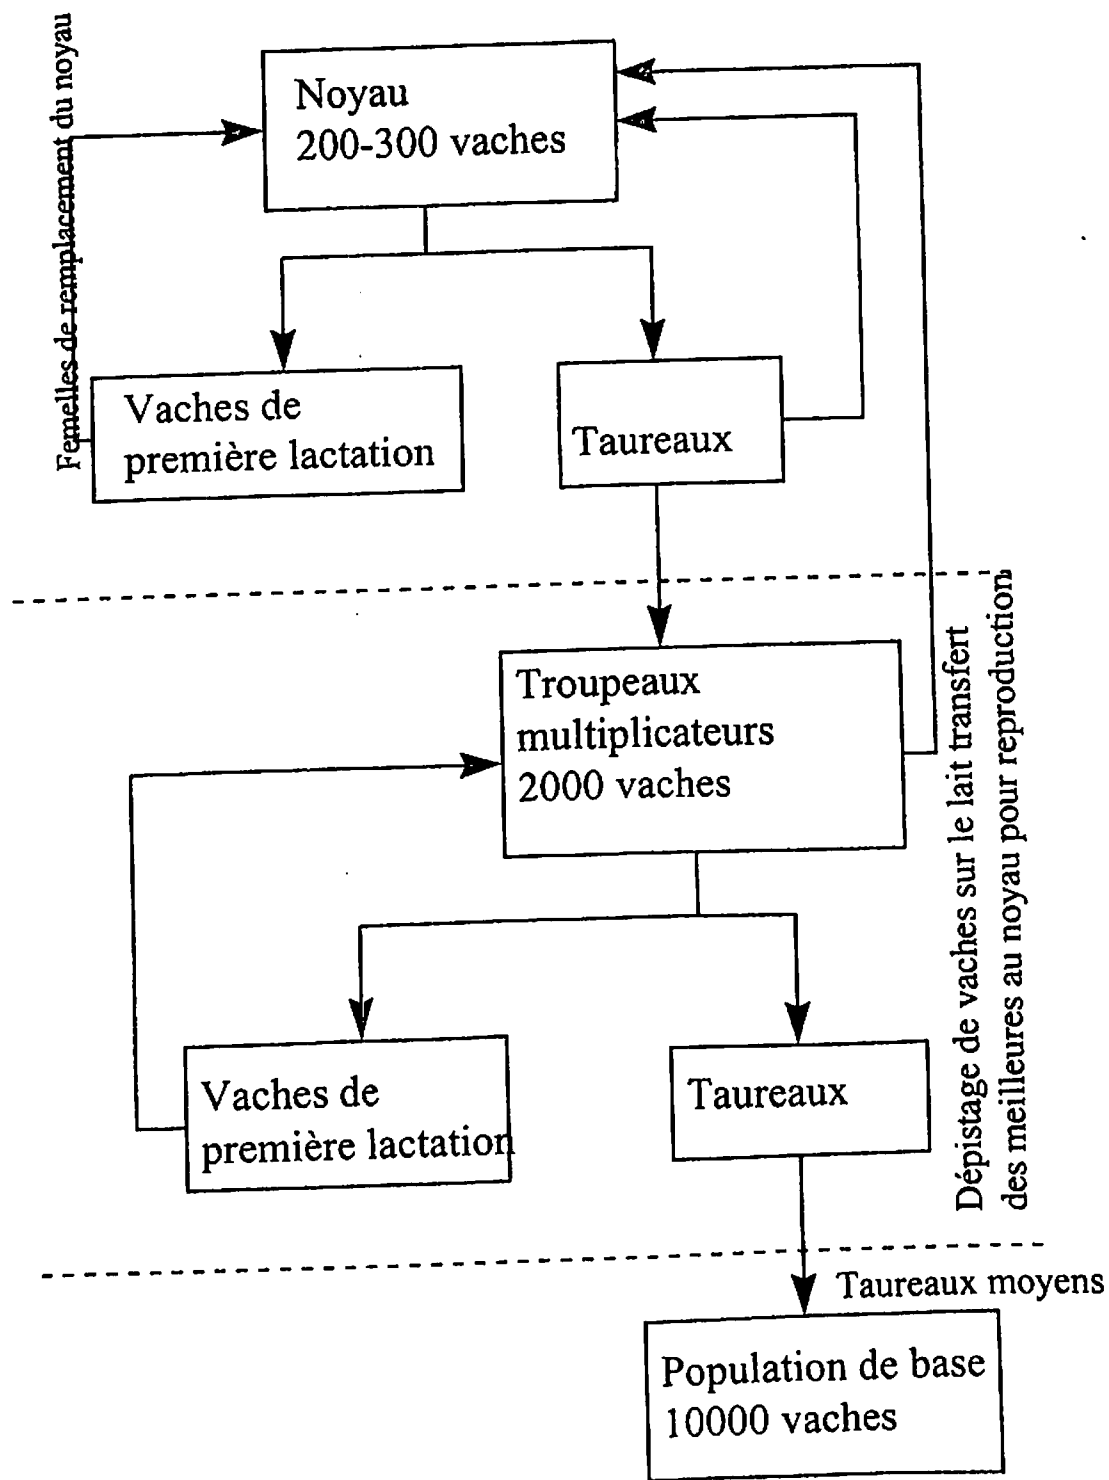 Femelles de remplacement du noyau
Noyau
200-300 vaches
Vaches de
première lactation
Taureaux
Troupeaux
multiplicateurs
2000 vaches
Dépistage de vaches sur le lait transfert
des meilleures au noyau pour reproduction
Vaches de
première lactation
Taureaux
Taureaux moyens
Population de base
10000 vaches